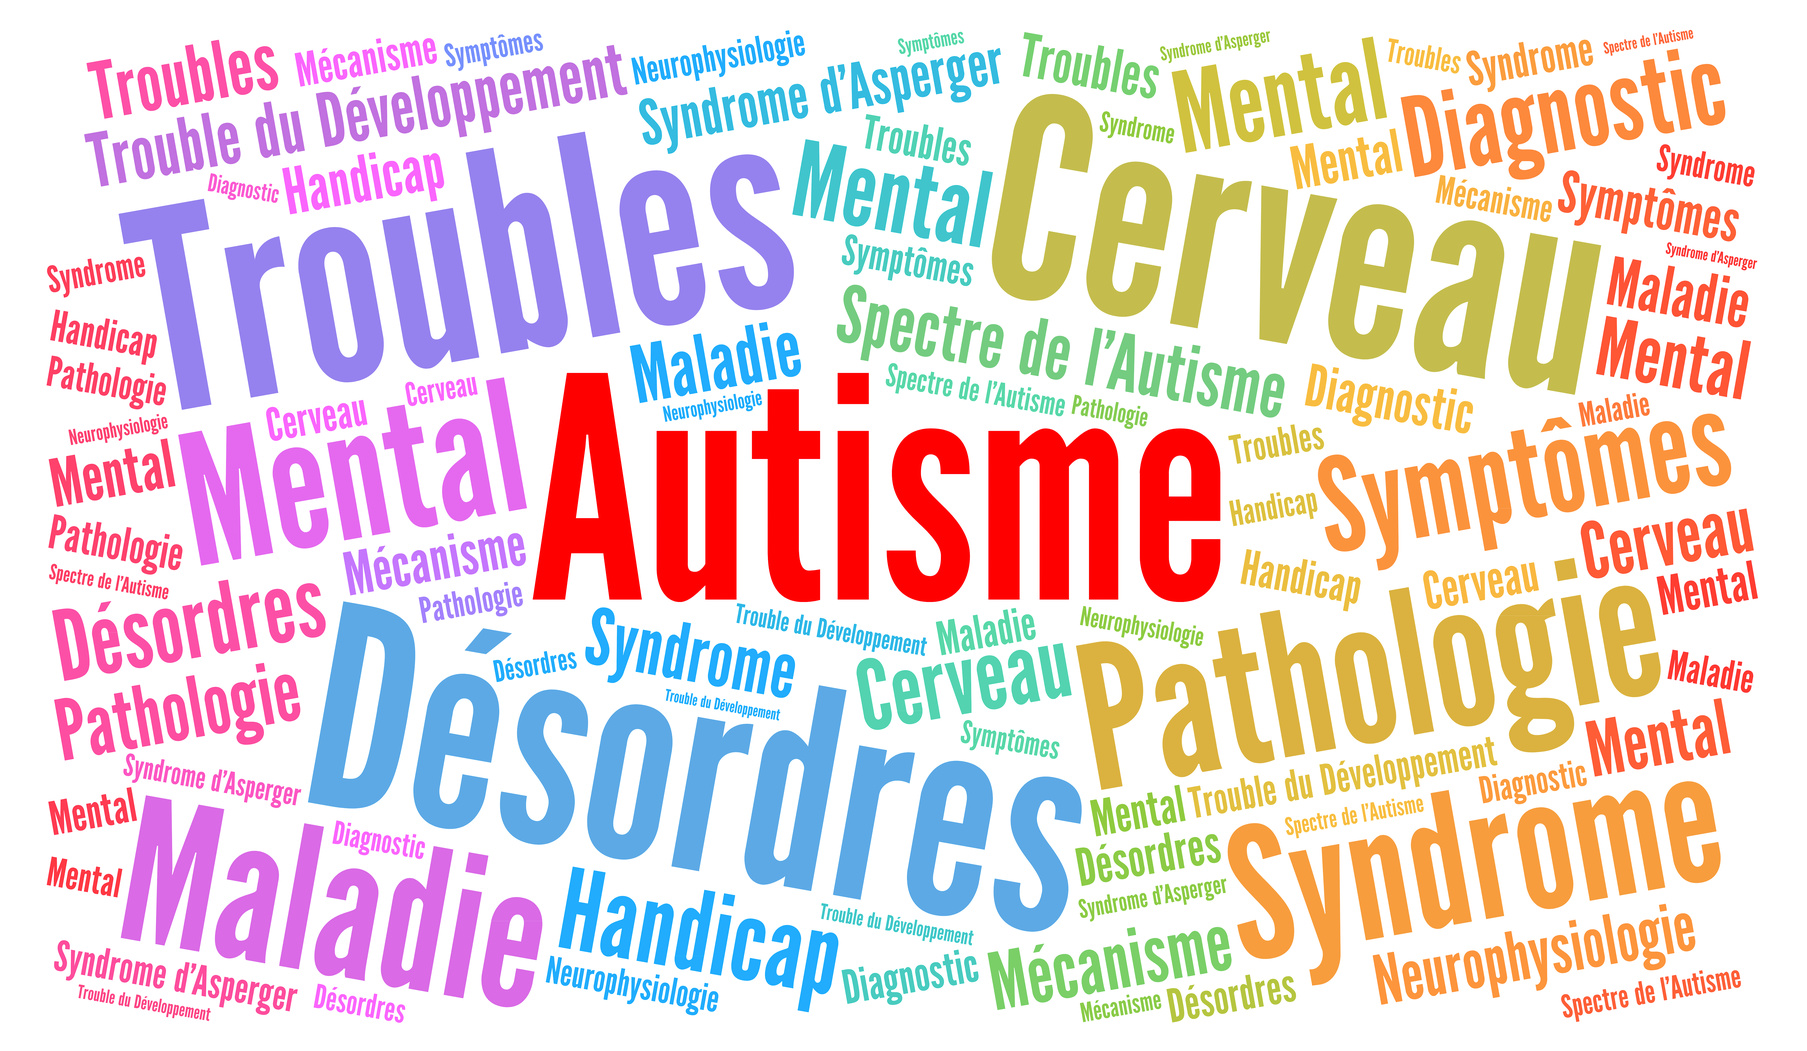 Troubles
Mécanisme
Symptômes
Neurophysiologie
Symptômes
Troubles
Syndrome d'Asperger
Mental
Troubles
Syndrome
Spectre de l'Autisme
Trouble du Développement
Syndrome d'Asperger
Cerveau
Syndrome
Diagnostic
Diagnostic
Handicap
Troubles
Troubles
Mental
Mental
Mécanisme
Symptômes
Syndrome
Syndrome
Symptômes
Syndrome d'Asperger
Maladie
Handicap
Maladie
Spectre de l'Autisme
Mental
Pathologie
Cerveau
Cerveau
Neurophysiologie
Spectre de l'Autisme
Pathologie
Diagnostic
Maladie
Neurophysiologie
Mental
Mental
Autisme
Troubles
Symptômes
Handicap
Pathologie
Mécanisme
Cerveau
Spectre de l'Autisme
Pathologie
Handicap
Cerveau
Mental
Désordres
Désordres
Désordres
Syndrome
Trouble du Développement
Maladie
Neurophysiologie
Pathologie
Pathologie
Trouble du Développement
Cerveau
Maladie
Symptômes
Mental
Syndrome d'Asperger
Trouble du Développement
Diagnostic
Mental
Maladie
Diagnostic
Mental
Spectre de l'Autisme
Syndrome
Désordres
Mental
Handicap
Syndrome d'Asperger
Trouble du Développement
Syndrome d'Asperger
Neurophysiologie
Diagnostic
Mécanisme
Neurophysiologie
Trouble du Développement
Désordres
Mécanisme
Désordres
Spectre de l'Autisme